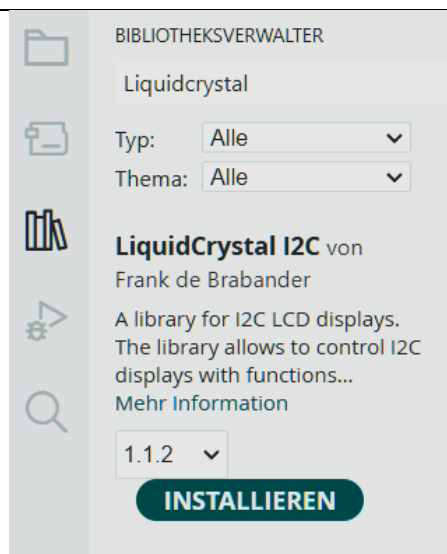 BIBLIOTHEKSVERWALTER
Liquidcrystal
Typ: Alle
Thema: Alle
LiquidCrystal I2C von
Frank de Brabander
A library for I2C LCD displays.
The library allows to control I2C
displays with functions...
Mehr Information
1.1.2
INSTALLIEREN